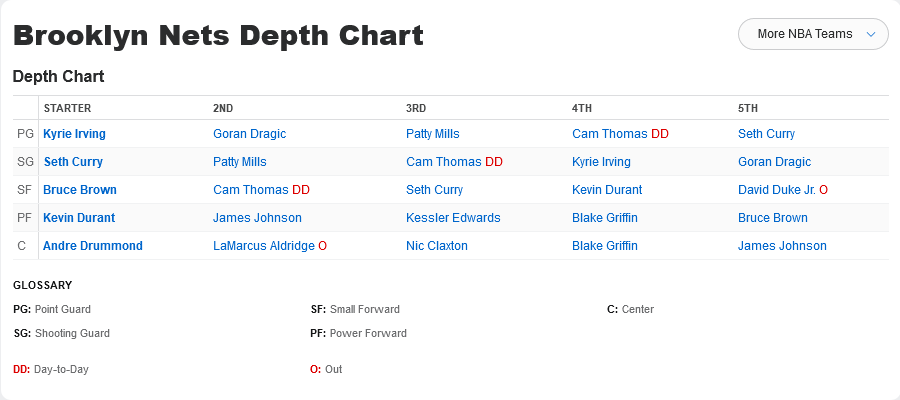 Brooklyn Nets Depth Chart
More NBA Teams
Depth Chart
STARTER 2ND 3RD 4TH 5TH
PG Kyrie Irving Goran Dragic Patty Mills Cam Thomas DD Seth Curry
SG Seth Curry Patty Mills Cam Thomas DD Kyrie Irving Goran Dragic
SF Bruce Brown Cam Thomas DD Seth Curry Kevin Durant David Duke Jr. O
PF Kevin Durant James Johnson Kessler Edwards Blake Griffin Bruce Brown
C Andre Drummond LaMarcus Aldridge O Nic Claxton Blake Griffin James Johnson
GLOSSARY
PG: Point Guard SF: Small Forward C: Center
SG: Shooting Guard PF: Power Forward
DD: Day-to-Day O: Out